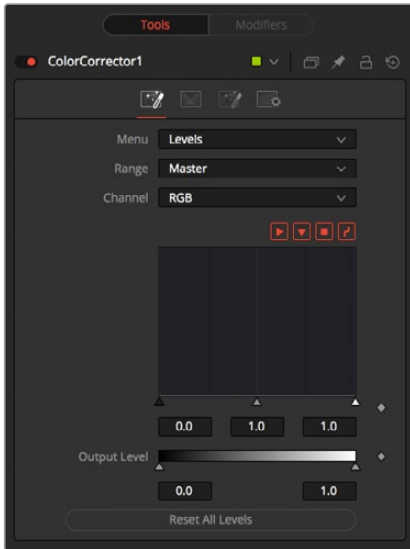 Tools Modifiers
ColorCorrector1
Menu Levels
Range Master
Channel RGB
0.0 1.0 1.0
Output Level
0.0 1.0
Reset All Levels